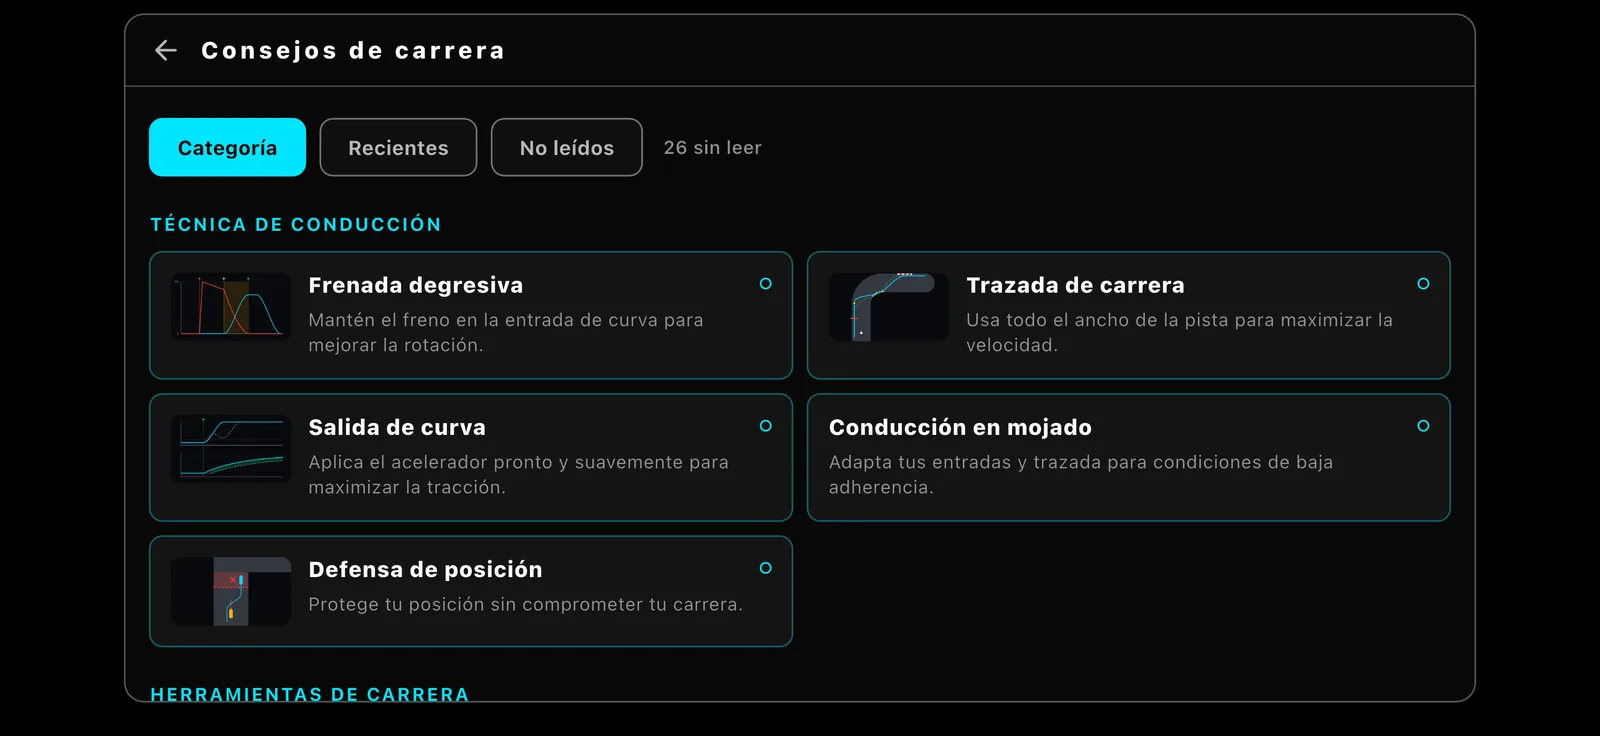 Consejos de carrera
Categoría
Recientes
No leídos
26 sin leer
TÉCNICA DE CONDUCCIÓN
Frenada degresiva
Mantén el freno en la entrada de curva para
mejorar la rotación.
Trazada de carrera
Usa todo el ancho de la pista para maximizar la
velocidad.
Salida de curva
Aplica el acelerador pronto y suavemente para
maximizar la tracción.
Conducción en mojado
Adapta tus entradas y trazada para condiciones de baja
adherencia.
Defensa de posición
Protege tu posición sin comprometer tu carrera.
HERRAMIENTAS DE CARRERA